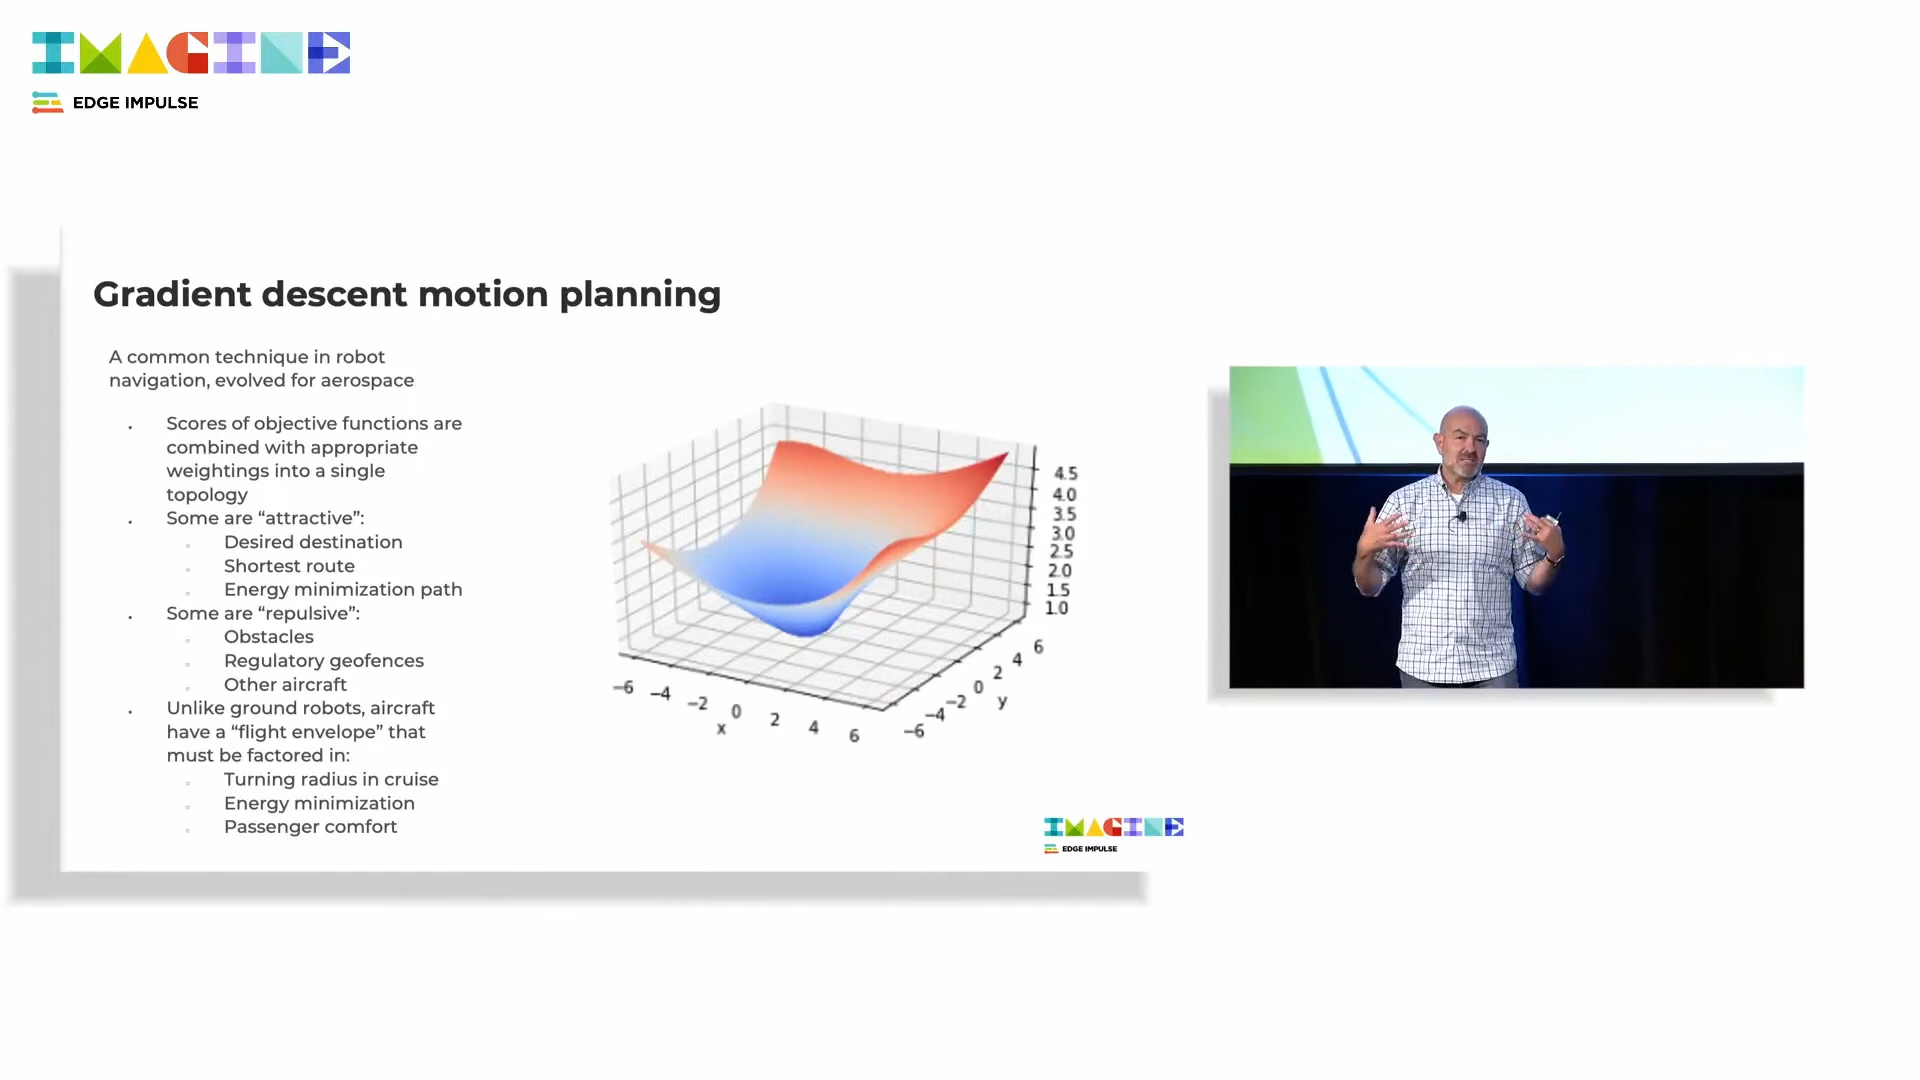 IMAGINE
EDGE IMPULSE
Gradient descent motion planning
A common technique in robot
navigation, evolved for aerospace
Scores of objective functions are
combined with appropriate
weightings into a single
topology
Some are “attractive”:
Desired destination
Shortest route
Energy minimization path
Some are “repulsive”:
Obstacles
Regulatory geofences
Other aircraft
Unlike ground robots, aircraft
have a “flight envelope” that
must be factored in:
Turning radius in cruise
Energy minimization
Passenger comfort
4.5
4.0
3.5
3.0
2.5
2.0
1.5
1.0
−6 −4 −2 0 2 4 6
x
−6 −4 −2 0 2 4 6
y
IMAGINE
EDGE IMPULSE